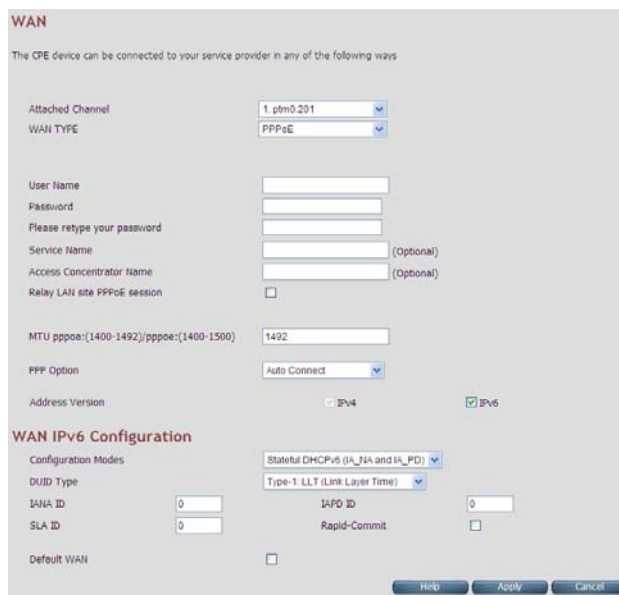 WAN
The CPE device can be connected to your service provider in any of the following ways
Attached Channel 1. ptm0.201
WAN TYPE PPPoE
User Name
Password
Please retype your password
Service Name (Optional)
Access Concentrator Name (Optional)
Relay LAN site PPPoE session
MTU pppoa:(1400-1492)/pppoe:(1400-1500) 1492
PPP Option Auto Connect
Address Version IPv4 IPv6
WAN IPv6 Configuration
Configuration Modes Stateful DHCPv6 (IA_NA and IA_PD)
DUID Type Type-1: LLT (Link Layer Time)
IANA ID 0 IAPD ID 0
SLA ID 0 Rapid-Commit
Default WAN
Help Apply Cancel